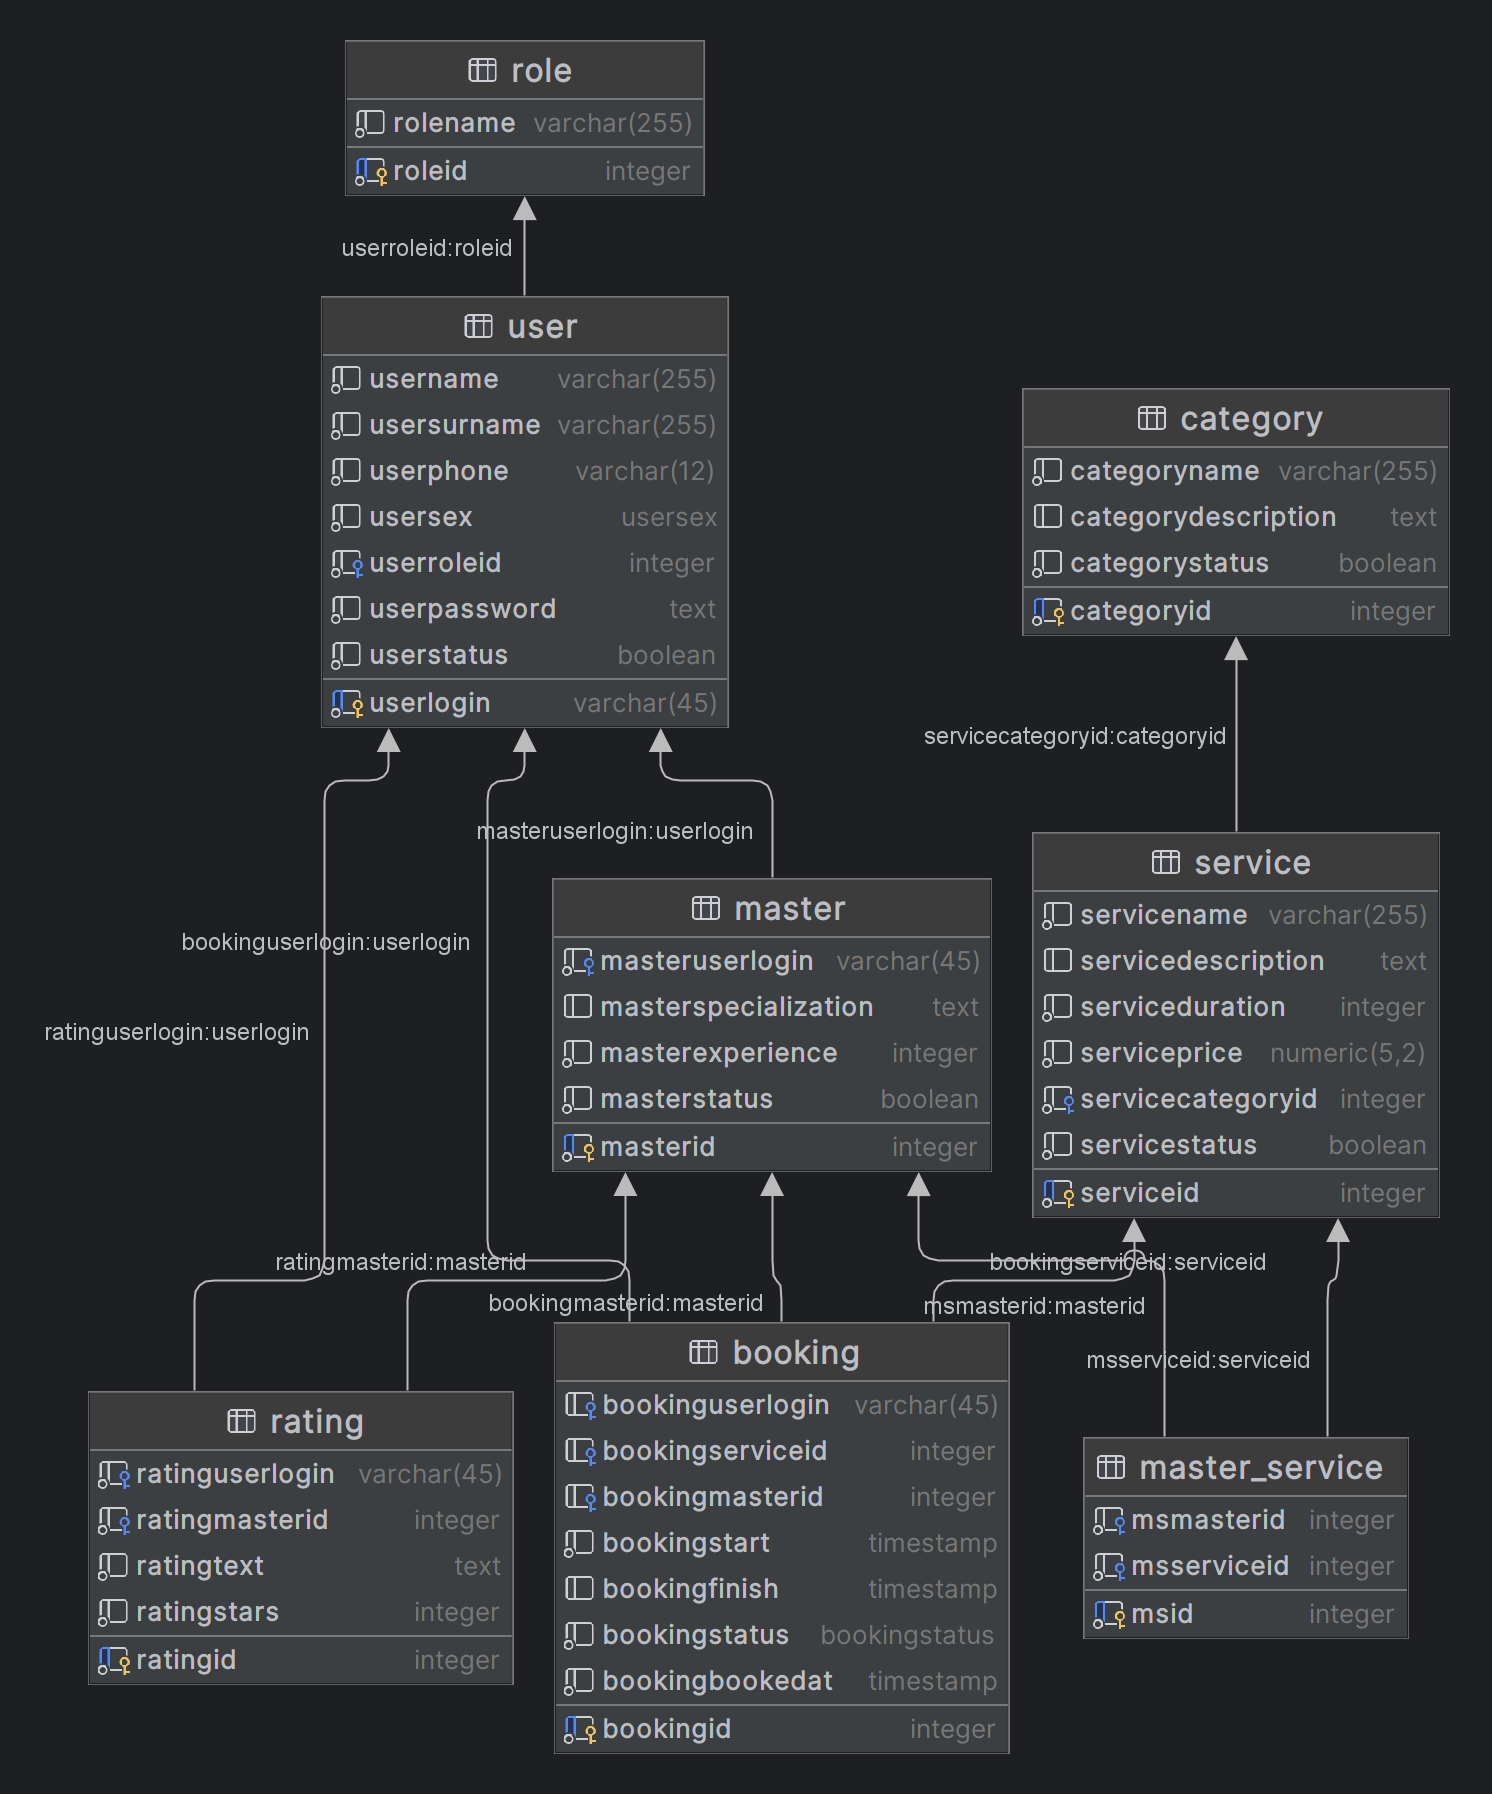 role
rolename varchar(255)
roleid integer
userroleid:roleid
user
username varchar(255)
usersurname varchar(255)
userphone varchar(12)
usersex usersex
userroleid integer
userpassword text
userstatus boolean
userlogin varchar(45)
category
categoryname varchar(255)
categorydescription text
categorystatus boolean
categoryid integer
servicecategoryid:categoryid
masteruserlogin:userlogin
bookinguserlogin:userlogin
ratinguserlogin:userlogin
master
masteruserlogin varchar(45)
masterspecialization text
masterexperience integer
masterstatus boolean
masterid integer
service
servicename varchar(255)
servicedescription text
serviceduration integer
serviceprice numeric(5,2)
servicecategoryid integer
servicestatus boolean
serviceid integer
ratingmasterid:masterid
bookingserviceid:serviceid
bookingmasterid:masterid
msmasterid:masterid
msserviceid:serviceid
rating
ratinguserlogin varchar(45)
ratingmasterid integer
ratingtext text
ratingstars integer
ratingid integer
booking
bookinguserlogin varchar(45)
bookingserviceid integer
bookingmasterid integer
bookingstart timestamp
bookingfinish timestamp
bookingstatus bookingstatus
bookingbookedat timestamp
bookingid integer
master_service
msmasterid integer
msserviceid integer
msid integer